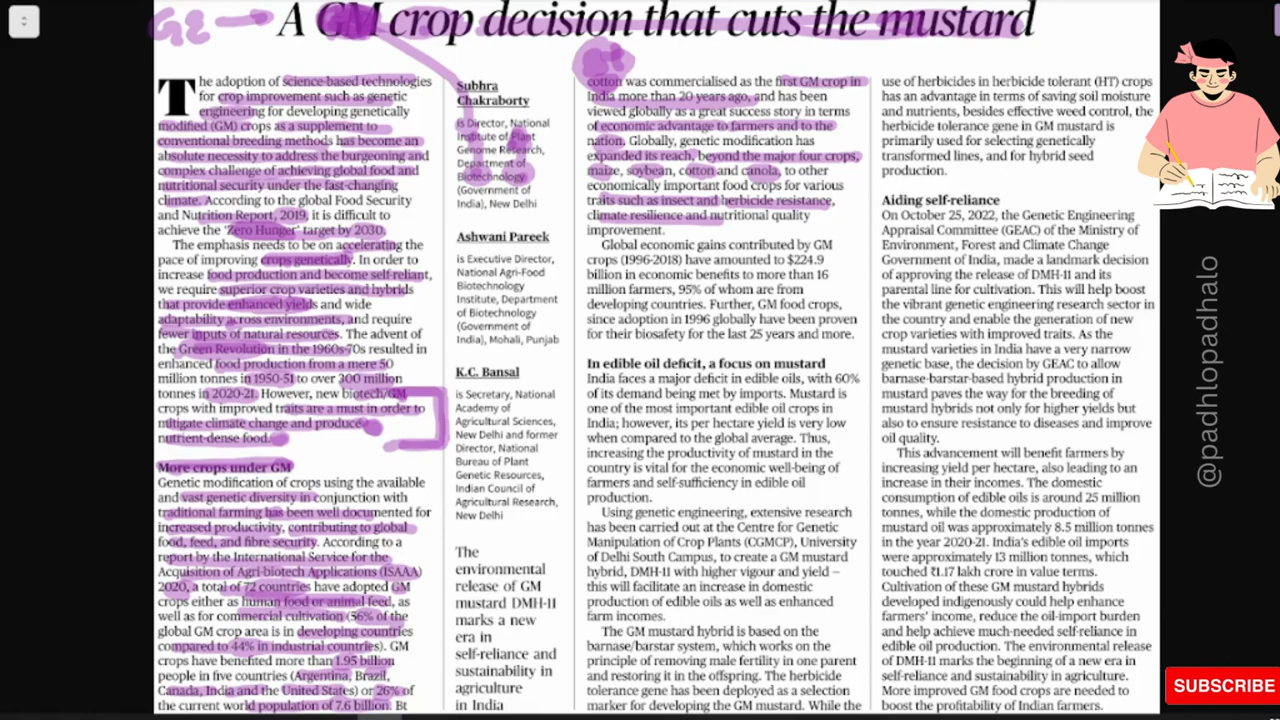 G2
A GM crop decision that cuts the mustard
The adoption of science-based technologies
for crop improvement such as genetic
engineering for developing genetically
modified (GM) crops as a supplement to
conventional breeding methods has become an
absolute necessity to address the burgeoning and
complex challenge of achieving global food and
nutritional security under the fast-changing
climate. According to the global Food Security
and Nutrition Report, 2019, it is difficult to
achieve the 'Zero Hunger' target by 2030.
The emphasis needs to be on accelerating the
pace of improving crops genetically. In order to
increase food production and become self-reliant,
we require superior crop varieties and hybrids
that provide enhanced yields and wide
adaptability across environments, and require
fewer inputs of natural resources. The advent of
the Green Revolution in the 1960s-70s resulted in
enhanced food production from a mere 50
million tonnes in 1950-51 to over 300 million
tonnes in 2020-21. However, new biotech/GM
crops with improved traits are a must in order to
mitigate climate change and produce
nutrient-dense food.
More crops under GM
Genetic modification of crops using the available
and vast genetic diversity in conjunction with
traditional farming has been well documented for
increased productivity, contributing to global
food, feed, and fibre security. According to a
report by the International Service for the
Acquisition of Agri-biotech Applications (ISAAA)
2020, a total of 72 countries have adopted GM
crops either as human food or animal feed, as
well as for commercial cultivation (56% of the
global GM crop area is in developing countries
compared to 44% in industrial countries). GM
crops have benefited more than 1.95 billion
people in five countries (Argentina, Brazil,
Canada, India and the United States) or 26% of
the current world population of 7.6 billion. Bt
Subhra
Chakraborty
is Director, National
Institute of Plant
Genome Research,
Department of
Biotechnology
(Government of
India), New Delhi
Ashwani Pareek
is Executive Director,
National Agri-Food
Biotechnology
Institute, Department
of Biotechnology
(Government of
India), Mohali, Punjab
K.C. Bansal
is Secretary, National
Academy of
Agricultural Sciences,
New Delhi and former
Director, National
Bureau of Plant
Genetic Resources,
Indian Council of
Agricultural Research,
New Delhi
The
environmental
release of GM
mustard DMH-11
marks a new
era in
self-reliance and
sustainability in
agriculture
in India
cotton was commercialised as the first GM crop in
India more than 20 years ago, and has been
viewed globally as a great success story in terms
of economic advantage to farmers and to the
nation. Globally, genetic modification has
expanded its reach, beyond the major four crops,
maize, soybean, cotton and canola, to other
economically important food crops for various
traits such as insect and herbicide resistance,
climate resilience and nutritional quality
improvement.
Global economic gains contributed by GM
crops (1996-2018) have amounted to $224.9
billion in economic benefits to more than 16
million farmers, 95% of whom are from
developing countries. Further, GM food crops,
since adoption in 1996 globally have been proven
for their biosafety for the last 25 years and more.
In edible oil deficit, a focus on mustard
India faces a major deficit in edible oils, with 60%
of its demand being met by imports. Mustard is
one of the most important edible oil crops in
India; however, its per hectare yield is very low
when compared to the global average. Thus,
increasing the productivity of mustard in the
country is vital for the economic well-being of
farmers and self-sufficiency in edible oil
production.
Using genetic engineering, extensive research
has been carried out at the Centre for Genetic
Manipulation of Crop Plants (CGMCP), University
of Delhi South Campus, to create a GM mustard
hybrid, DMH-11 with higher vigour and yield –
this will facilitate an increase in domestic
production of edible oils as well as enhanced
farm incomes.
The GM mustard hybrid is based on the
barnase/barstar system, which works on the
principle of removing male fertility in one parent
and restoring it in the offspring. The herbicide
tolerance gene has been deployed as a selection
marker for developing the GM mustard. While the
use of herbicides in herbicide tolerant (HT) crops
has an advantage in terms of saving soil moisture
and nutrients, besides effective weed control, the
herbicide tolerance gene in GM mustard is
primarily used for selecting genetically
transformed lines, and for hybrid seed
production.
Aiding self-reliance
On October 25, 2022, the Genetic Engineering
Appraisal Committee (GEAC) of the Ministry of
Environment, Forest and Climate Change
Government of India, made a landmark decision
of approving the release of DMH-11 and its
parental line for cultivation. This will help boost
the vibrant genetic engineering research sector in
the country and enable the generation of new
crop varieties with improved traits. As the
mustard varieties in India have a very narrow
genetic base, the decision by GEAC to allow
barnase-barstar-based hybrid production in
mustard paves the way for the breeding of
mustard hybrids not only for higher yields but
also to ensure resistance to diseases and improve
oil quality.
This advancement will benefit farmers by
increasing yield per hectare, also leading to an
increase in their incomes. The domestic
consumption of edible oils is around 25 million
tonnes, while the domestic production of
mustard oil was approximately 8.5 million tonnes
in the year 2020-21. India's edible oil imports
were approximately 13 million tonnes, which
touched ₹1.17 lakh crore in value terms.
Cultivation of these GM mustard hybrids
developed indigenously could help enhance
farmers' income, reduce the oil-import burden
and help achieve much-needed self-reliance in
edible oil production. The environmental release
of DMH-11 marks the beginning of a new era in
self-reliance and sustainability in agriculture.
More improved GM food crops are needed to
boost the profitability of Indian farmers.
@padhlopadhalo
SUBSCRIBE